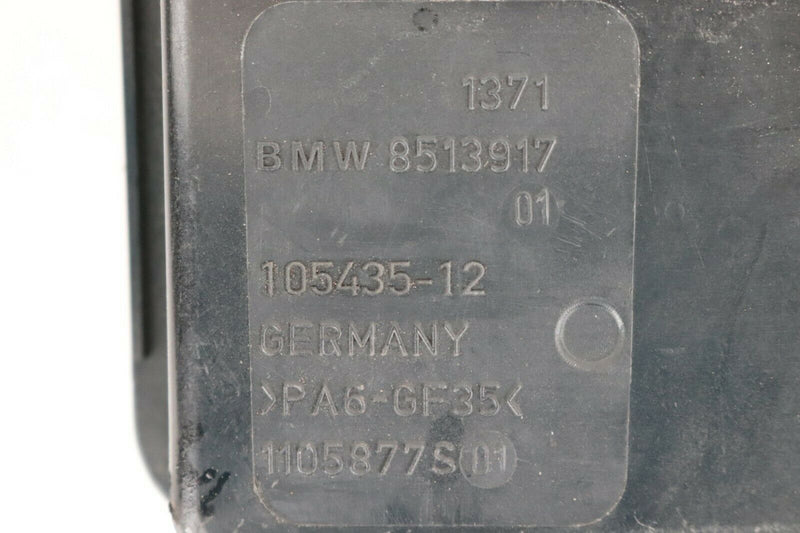 1371
BMW 8513917
01
105435-12
GERMANY
>PA6-GF35<
1105877S01